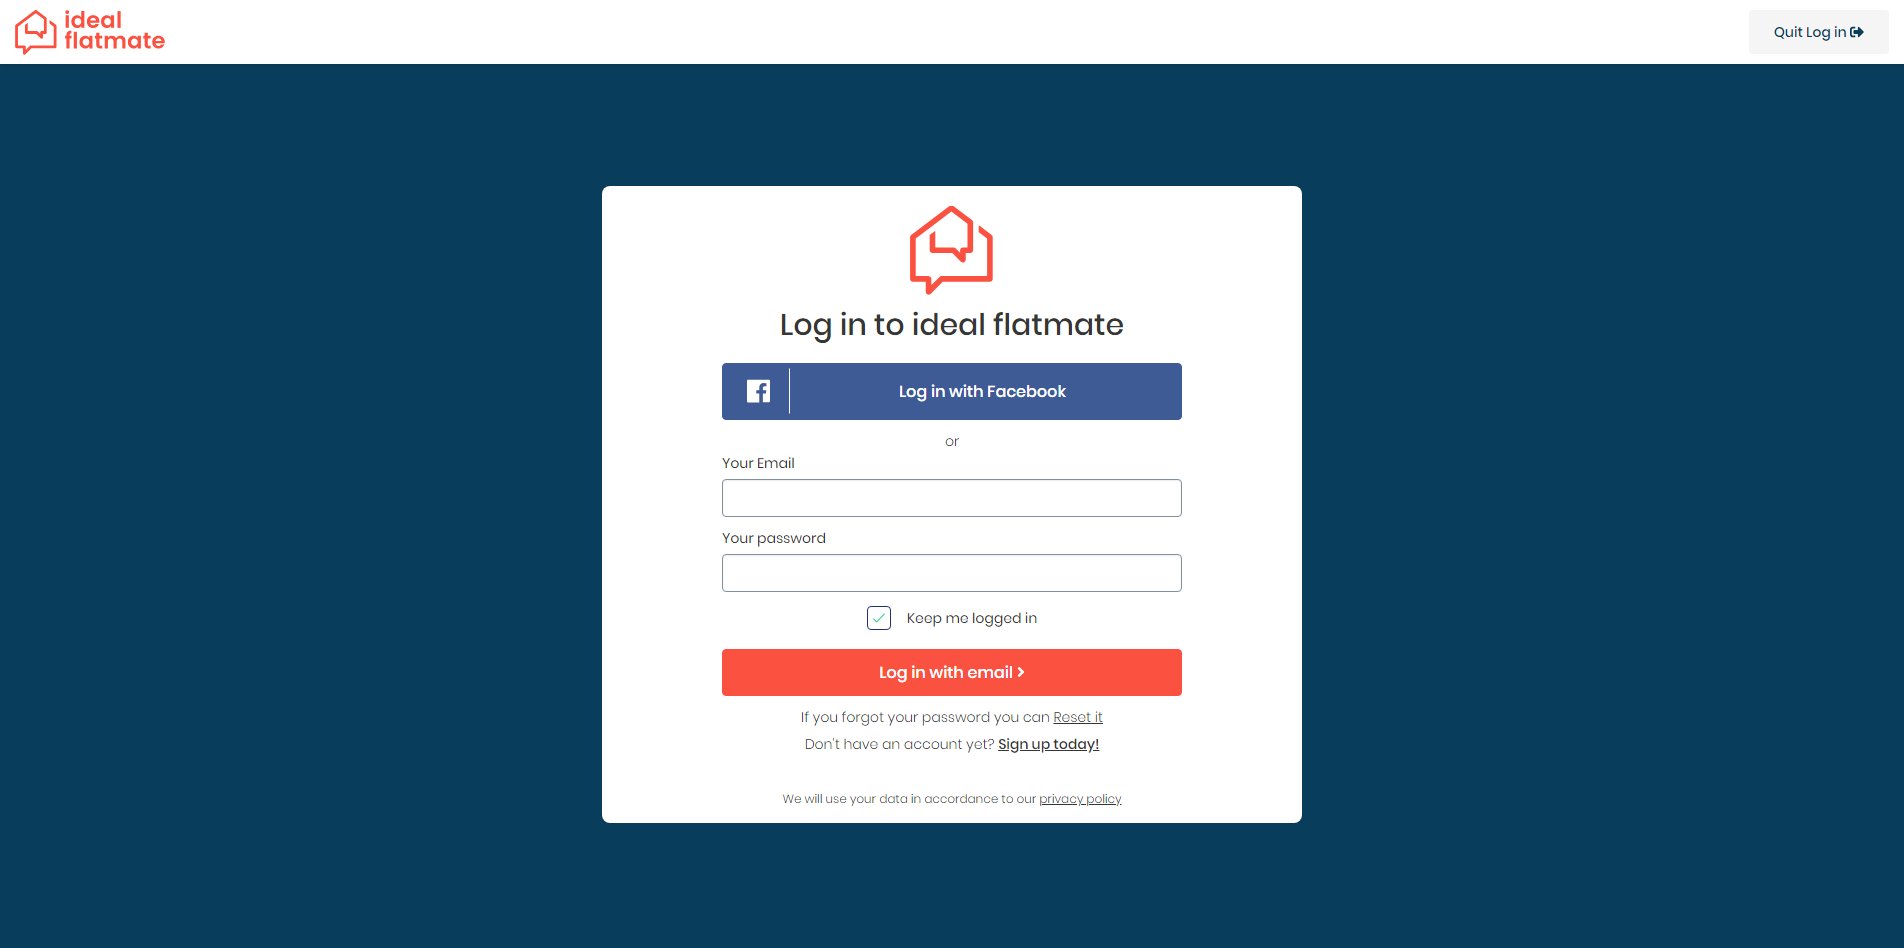 ideal
flatmate
Quit Log in
Log in to ideal flatmate
Log in with Facebook
or
Your Email
Your password
Keep me logged in
Log in with email
If you forgot your password you can Reset it
Don't have an account yet? Sign up today!
We will use your data in accordance to our privacy policy